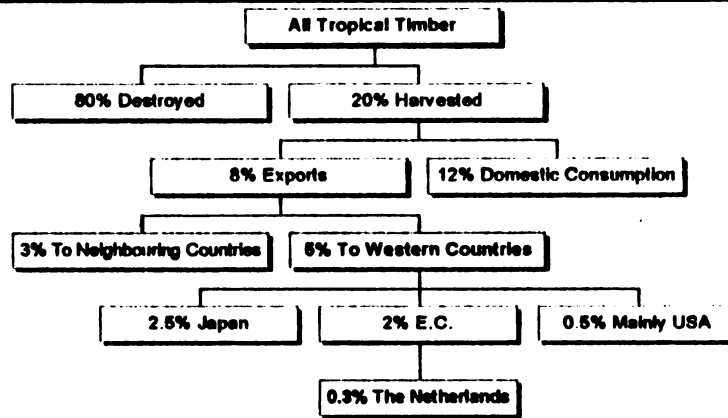 All Tropical Timber
80% Destroyed
20% Harvested
8% Exports
12% Domestic Consumption
3% To Neighbouring Countries
5% To Western Countries
2.5% Japan
2% E.C.
0.5% Mainly USA
0.3% The Netherlands